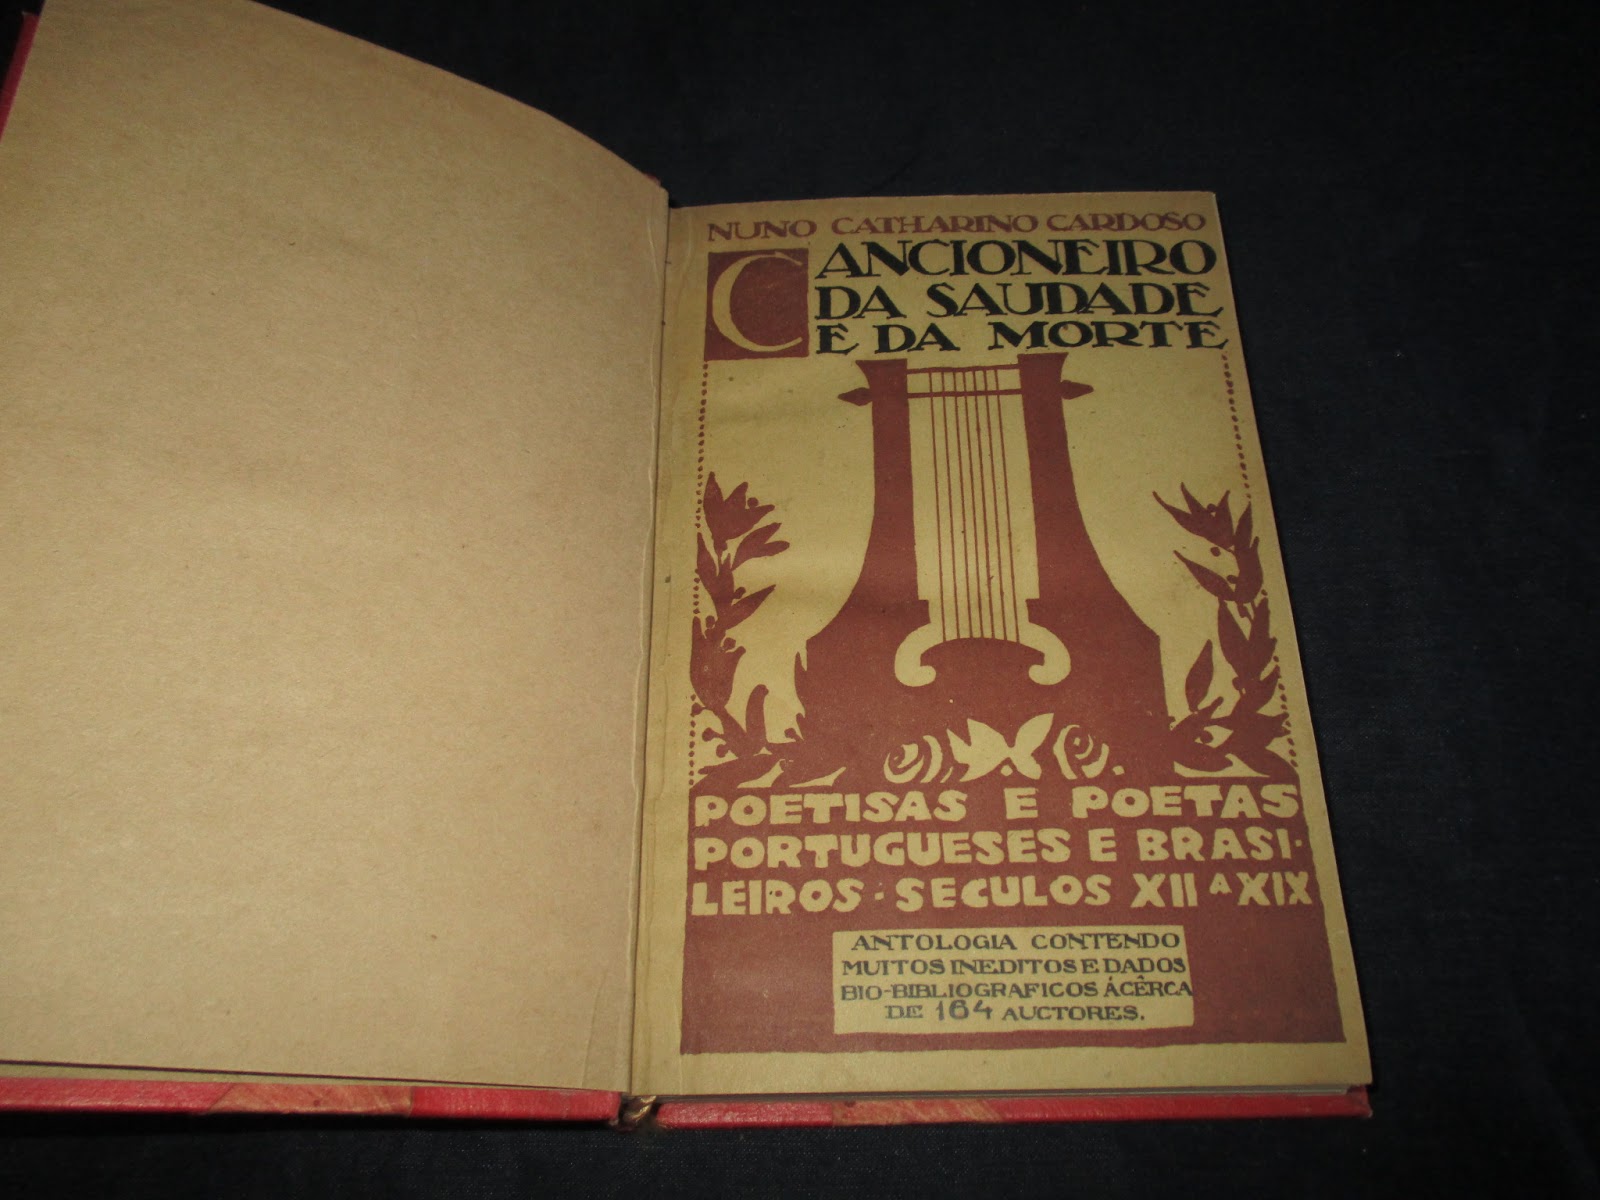 NUNO CATHARINO CARDOSO
CANCIONEIRO
DA SAUDADE
E DA MORTE
POETISAS E POETAS
PORTUGUESES E BRASI-
LEIROS · SECULOS XII A XIX
ANTOLOGIA CONTENDO
MUITOS INEDITOS E DADOS
BIO-BIBLIOGRAFICOS ÁCÊRCA
DE 164 AUCTORES.